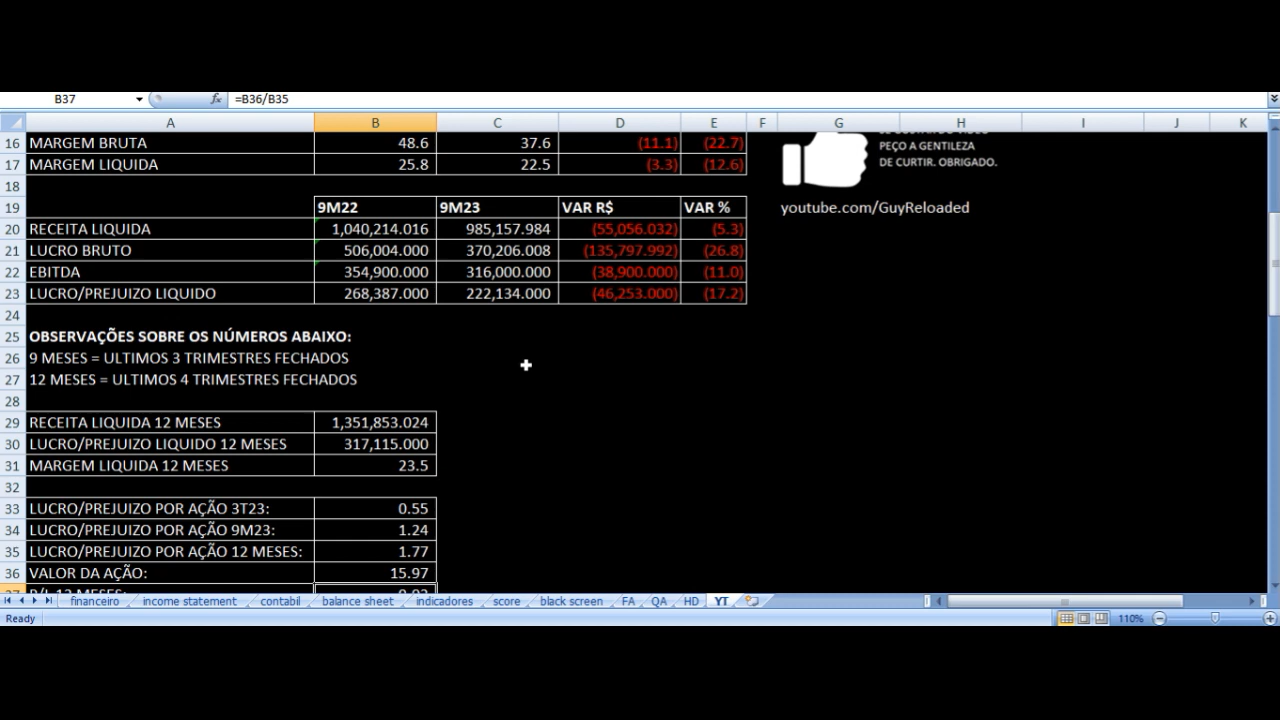 B37 fx =B36/B35
A B C D E F G H I J K
16 MARGEM BRUTA 48.6 37.6 (11.1) (22.7)
PEÇO A GENTILEZA
17 MARGEM LIQUIDA 25.8 22.5 (3.3) (12.6)
DE CURTIR. OBRIGADO.
18
19 9M22 9M23 VAR R$ VAR % youtube.com/GuyReloaded
20 RECEITA LIQUIDA 1,040,214.016 985,157.984 (55,056.032) (5.3)
21 LUCRO BRUTO 506,004.000 370,206.008 (135,797.992) (26.8)
22 EBITDA 354,900.000 316,000.000 (38,900.000) (11.0)
23 LUCRO/PREJUIZO LIQUIDO 268,387.000 222,134.000 (46,253.000) (17.2)
24
25 OBSERVAÇÕES SOBRE OS NÚMEROS ABAIXO:
26 9 MESES = ULTIMOS 3 TRIMESTRES FECHADOS
27 12 MESES = ULTIMOS 4 TRIMESTRES FECHADOS
28
29 RECEITA LIQUIDA 12 MESES 1,351,853.024
30 LUCRO/PREJUIZO LIQUIDO 12 MESES 317,115.000
31 MARGEM LIQUIDA 12 MESES 23.5
32
33 LUCRO/PREJUIZO POR AÇÃO 3T23: 0.55
34 LUCRO/PREJUIZO POR AÇÃO 9M23: 1.24
35 LUCRO/PREJUIZO POR AÇÃO 12 MESES: 1.77
36 VALOR DA AÇÃO: 15.97
financeiro income statement contabil balance sheet indicadores score black screen FA QA HD YT
Ready 110%